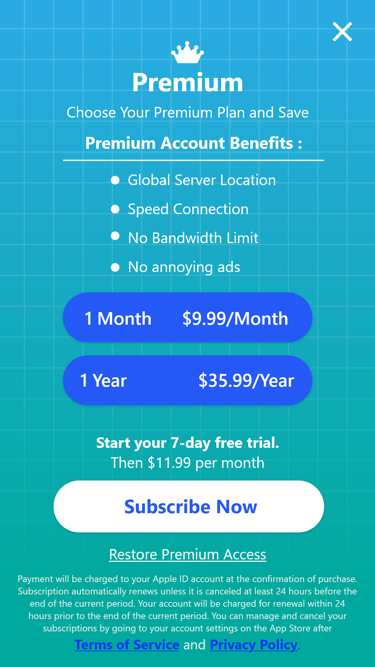 Premium
Choose Your Premium Plan and Save
Premium Account Benefits :
Global Server Location
Speed Connection
No Bandwidth Limit
No annoying ads
1 Month $9.99/Month
1 Year $35.99/Year
Start your 7-day free trial.
Then $11.99 per month
Subscribe Now
Restore Premium Access
Payment will be charged to your Apple ID account at the confirmation of purchase.
Subscription automatically renews unless it is canceled at least 24 hours before the
end of the current period. Your account will be charged for renewal within 24
hours prior to the end of the current period. You can manage and cancel your
subscriptions by going to your account settings on the App Store after
Terms of Service and Privacy Policy.